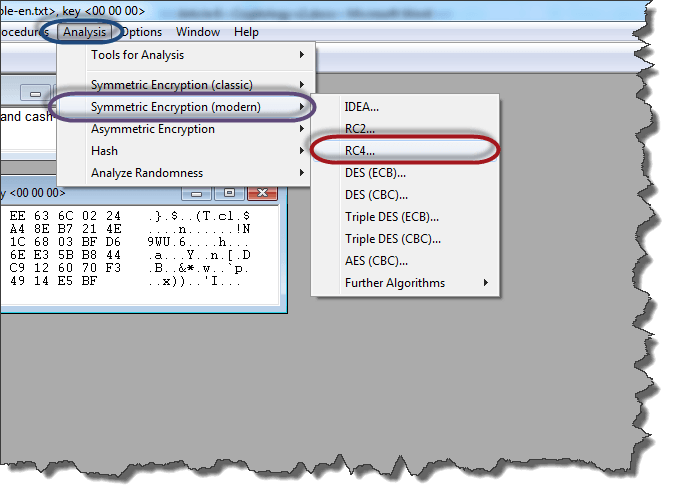 ple-en.txt>, key <00 00 00>
ocedures Analysis Options Window Help
Tools for Analysis
Symmetric Encryption (classic)
Symmetric Encryption (modern)
Asymmetric Encryption
Hash
Analyze Randomness
IDEA...
RC2...
RC4...
DES (ECB)...
DES (CBC)...
Triple DES (ECB)...
Triple DES (CBC)...
AES (CBC)...
Further Algorithms
and cash
y <00 00 00>
EE 63 6C 02 24 .}.$..(T.cl.$
A4 8E B7 21 4E ....n......!N
1C 68 03 BF D6 9WU.6....h...
6E E3 5B B8 44 .a...Y..n.[.D
C9 12 60 70 F3 .B..&*.w..`p.
49 14 E5 BF ..x))..'I...